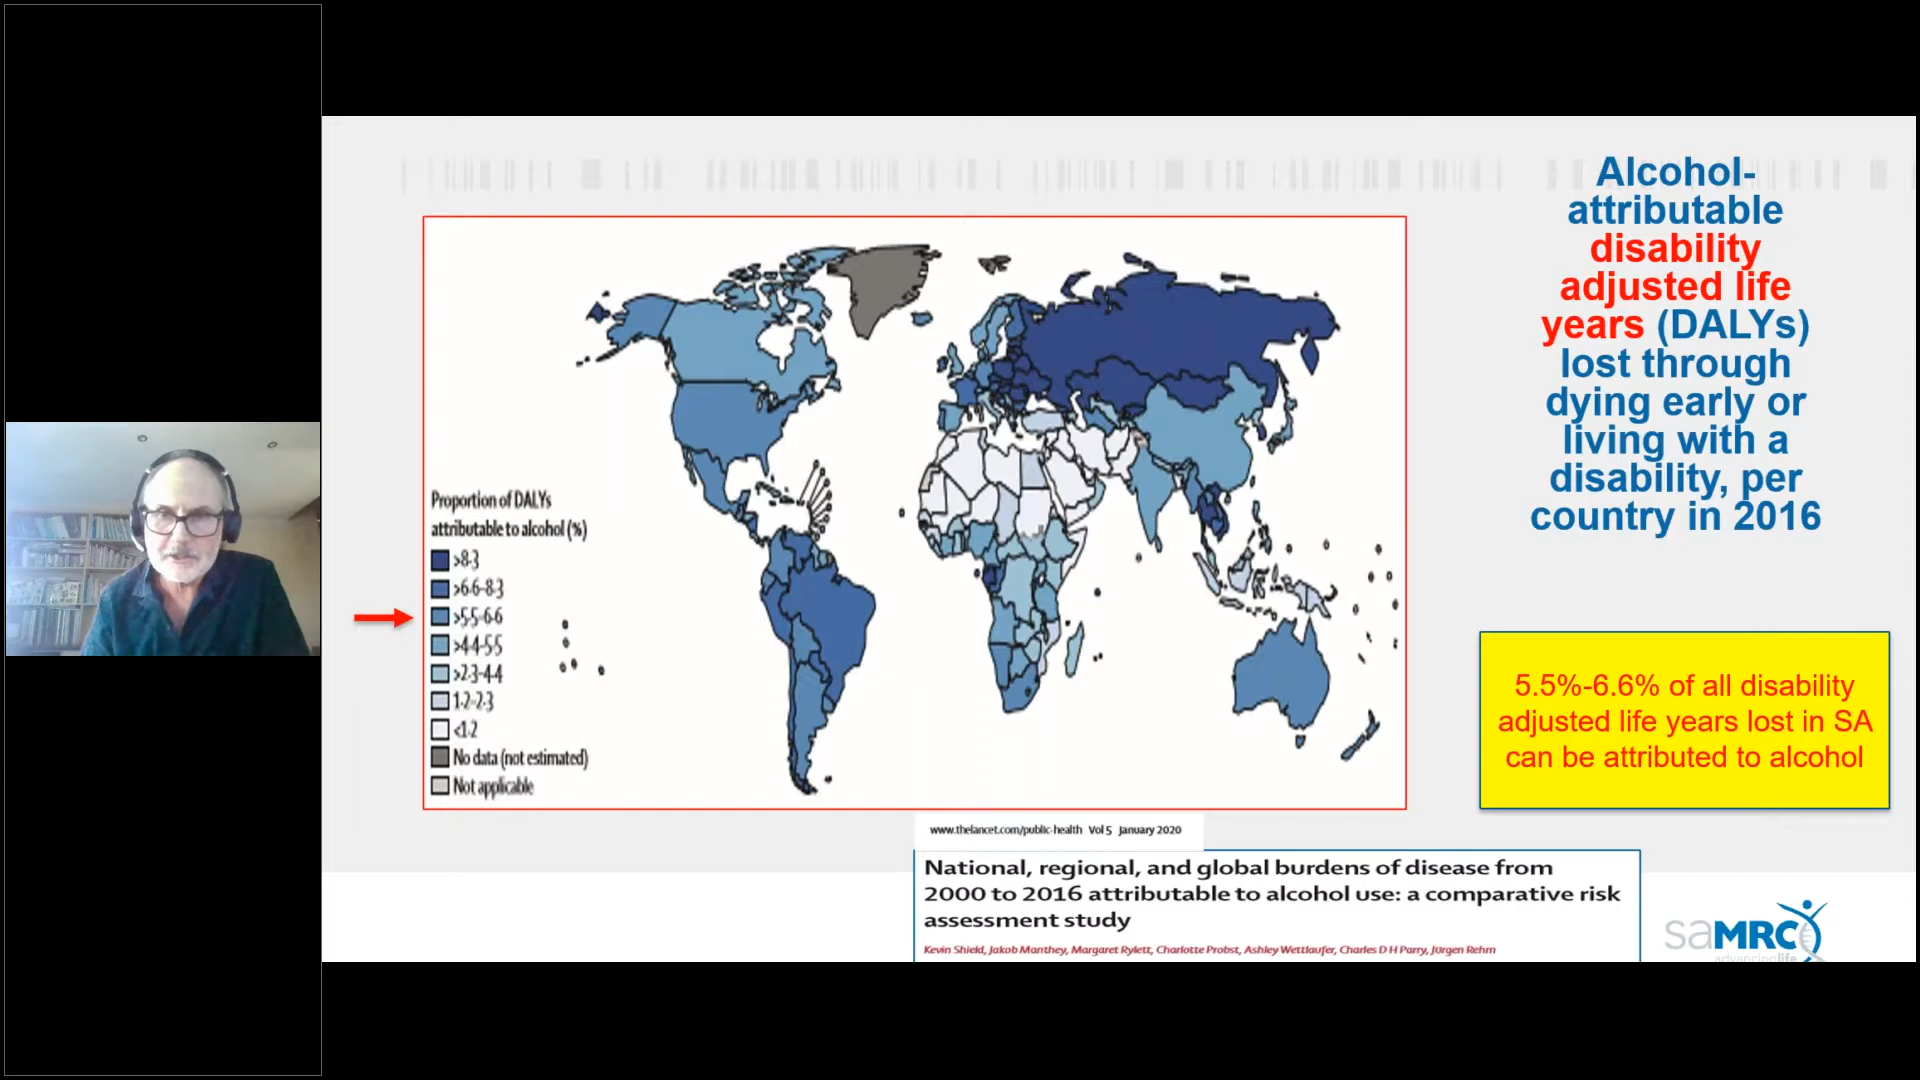 Alcohol-
attributable
disability
adjusted life
years (DALYs)
lost through
dying early or
living with a
disability, per
country in 2016
Proportion of DALYs
attributable to alcohol (%)
>8·3
>6·6–8·3
>5·5–6·6
>4·4–5·5
>2·3–4·4
1·2–2·3
<1·2
No data (not estimated)
Not applicable
5.5%-6.6% of all disability
adjusted life years lost in SA
can be attributed to alcohol
www.thelancet.com/public-health Vol 5 January 2020
National, regional, and global burdens of disease from
2000 to 2016 attributable to alcohol use: a comparative risk
assessment study
Kevin Shield, Jakob Manthey, Margaret Rylett, Charlotte Probst, Ashley Wettlaufer, Charles D H Parry, Jürgen Rehm
saMRC
advancinglife